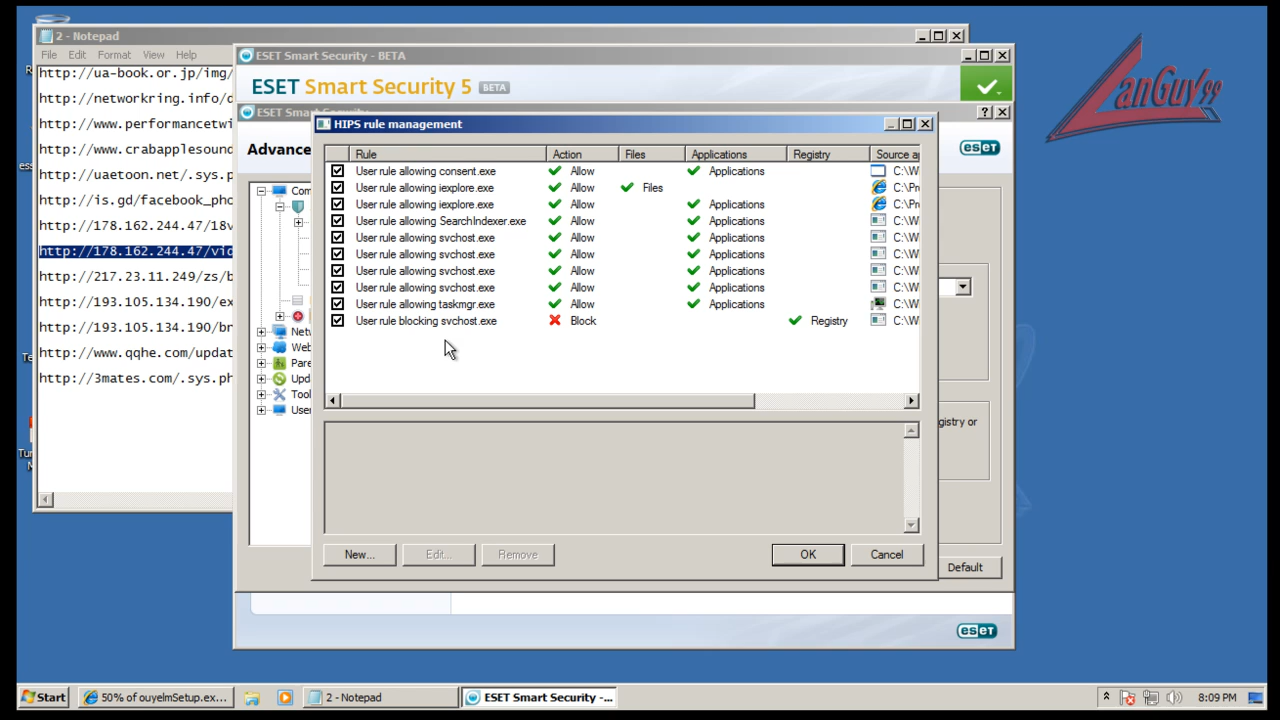 2 - Notepad
File Edit Format View Help
http://ua-book.or.jp/img/
http://networkring.info/
http://www.performancetwi
http://www.crabapplesound
http://uaetoon.net/.sys.p
http://is.gd/facebook_pho
http://178.162.244.47/18v
http://178.162.244.47/vid
http://217.23.11.249/zs/b
http://193.105.134.190/ex
http://193.105.134.190/br
http://www.qqhe.com/updat
http://3mates.com/.sys.ph
ESET Smart Security - BETA
ESET Smart Security 5 BETA
ESET Smart Security
Advance
eset
Com
Netw
Web
Pare
Upd
Tool
User
HIPS rule management
Rule Action Files Applications Registry Source ap
User rule allowing consent.exe Allow Applications C:\W
User rule allowing iexplore.exe Allow Files C:\Pr
User rule allowing iexplore.exe Allow Applications C:\Pr
User rule allowing SearchIndexer.exe Allow Applications C:\W
User rule allowing svchost.exe Allow Applications C:\W
User rule allowing svchost.exe Allow Applications C:\W
User rule allowing svchost.exe Allow Applications C:\W
User rule allowing svchost.exe Allow Applications C:\W
User rule allowing taskmgr.exe Allow Applications C:\W
User rule blocking svchost.exe Block Registry C:\W
gistry or
New... Edit... Remove OK Cancel
Default
eset
LanGuy99
Start 50% of ouyelmSetup.ex... 2 - Notepad ESET Smart Security -... 8:09 PM